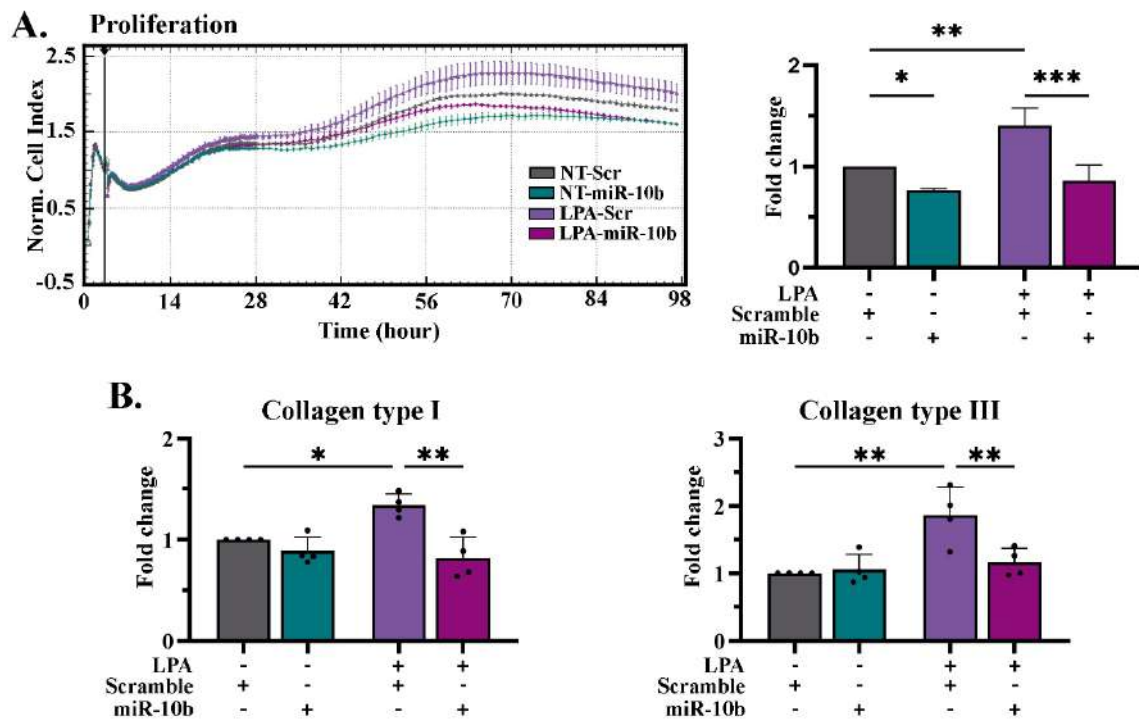 A.
Proliferation
Norm. Cell Index
2.5
1.5
0.5
-0.5
0 14 28 42 56 70 84 98
Time (hour)
NT-Scr
NT-miR-10b
LPA-Scr
LPA-miR-10b
Fold change
2
1
0
**
* ***
LPA - - + +
Scramble + - + -
miR-10b - + - +
B.
Collagen type I
Fold change
2
1
0
* **
LPA - - + +
Scramble + - + -
miR-10b - + - +
Collagen type III
Fold change
3
2
1
0
** **
LPA - - + +
Scramble + - + -
miR-10b - + - +